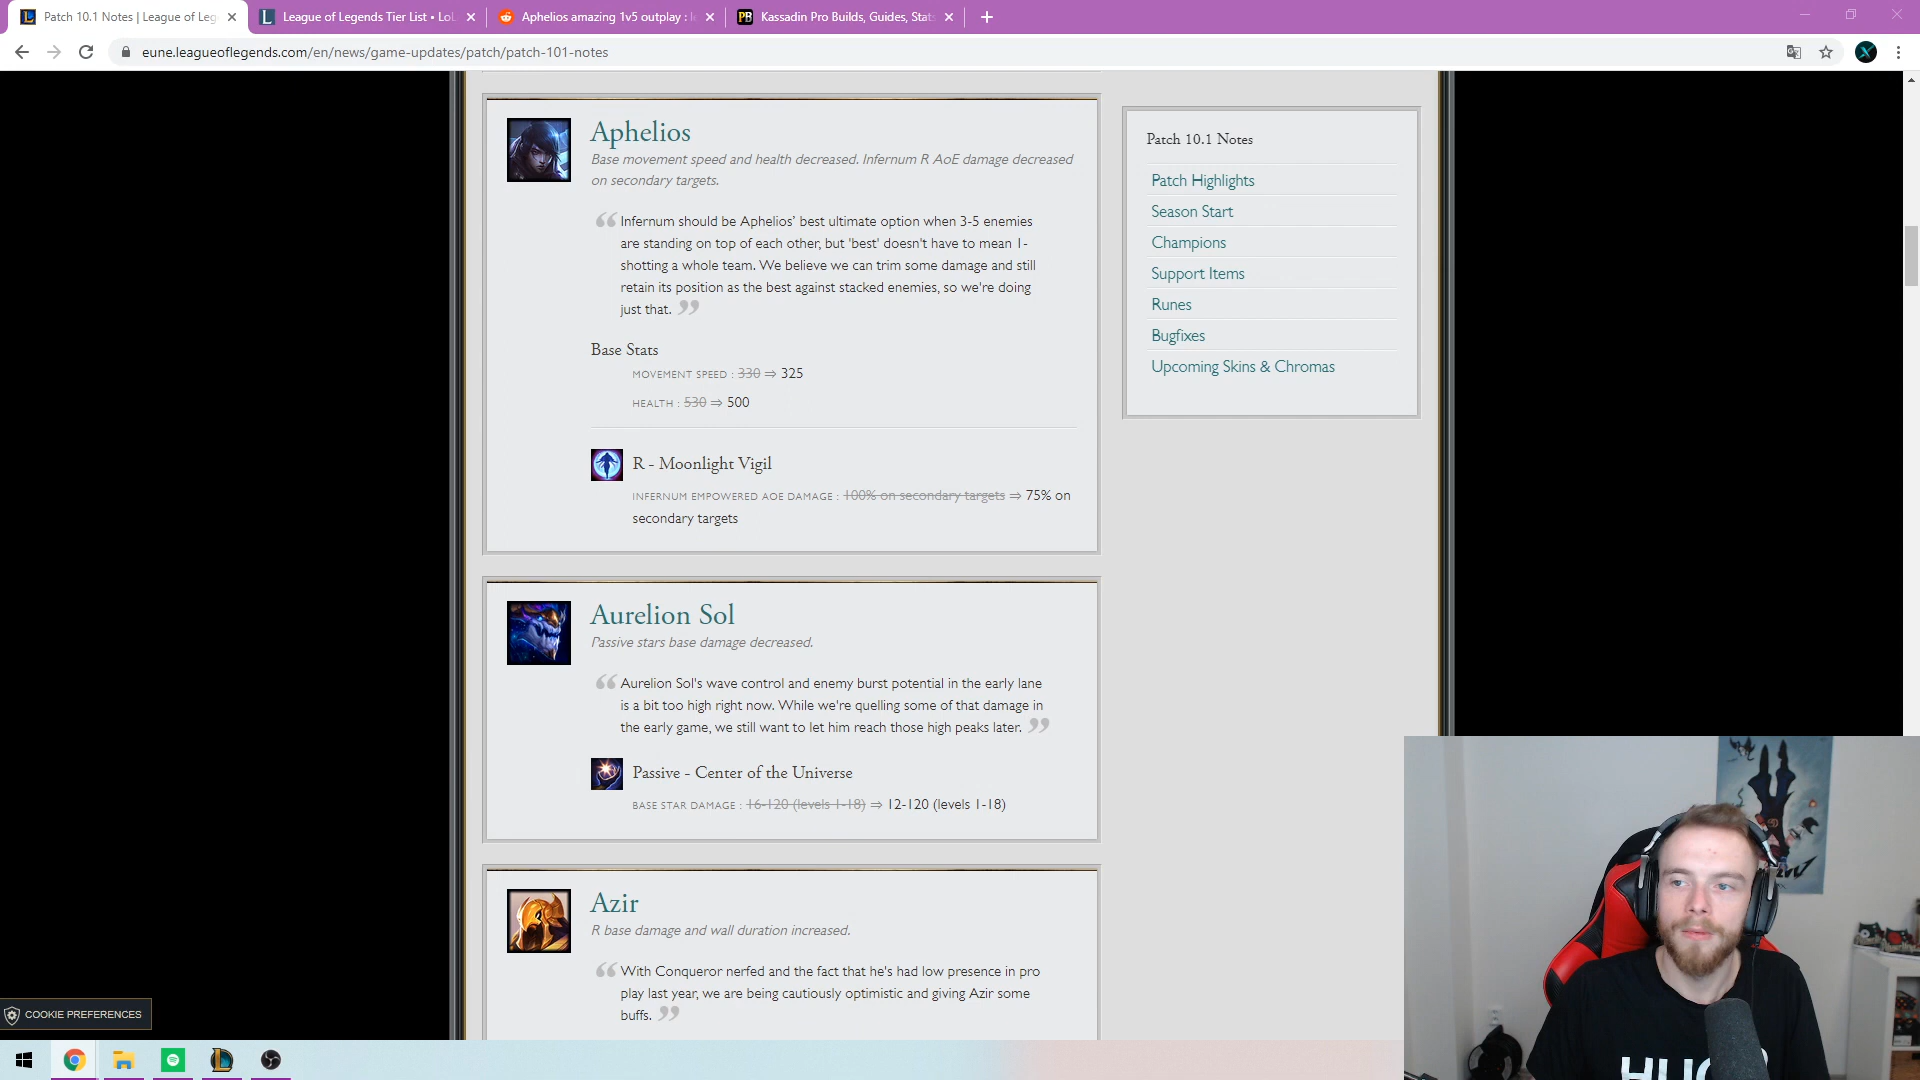 Patch 10.1 Notes | League of Leg
League of Legends Tier List • LoL
Aphelios amazing 1v5 outplay : l
Kassadin Pro Builds, Guides, Stats
eune.leagueoflegends.com/en/news/game-updates/patch/patch-101-notes
Aphelios
Base movement speed and health decreased. Infernum R AoE damage decreased
on secondary targets.
“ Infernum should be Aphelios’ best ultimate option when 3-5 enemies
are standing on top of each other, but 'best' doesn't have to mean 1-
shotting a whole team. We believe we can trim some damage and still
retain its position as the best against stacked enemies, so we're doing
just that. ”
Base Stats
MOVEMENT SPEED : 330 ⇒ 325
HEALTH : 530 ⇒ 500
R - Moonlight Vigil
INFERNUM EMPOWERED AOE DAMAGE : 100% on secondary targets ⇒ 75% on
secondary targets
Aurelion Sol
Passive stars base damage decreased.
“ Aurelion Sol's wave control and enemy burst potential in the early lane
is a bit too high right now. While we're quelling some of that damage in
the early game, we still want to let him reach those high peaks later. ”
Passive - Center of the Universe
BASE STAR DAMAGE : 16-120 (levels 1-18) ⇒ 12-120 (levels 1-18)
Azir
R base damage and wall duration increased.
“ With Conqueror nerfed and the fact that he's had low presence in pro
play last year, we are being cautiously optimistic and giving Azir some
buffs. ”
Patch 10.1 Notes
Patch Highlights
Season Start
Champions
Support Items
Runes
Bugfixes
Upcoming Skins & Chromas
COOKIE PREFERENCES